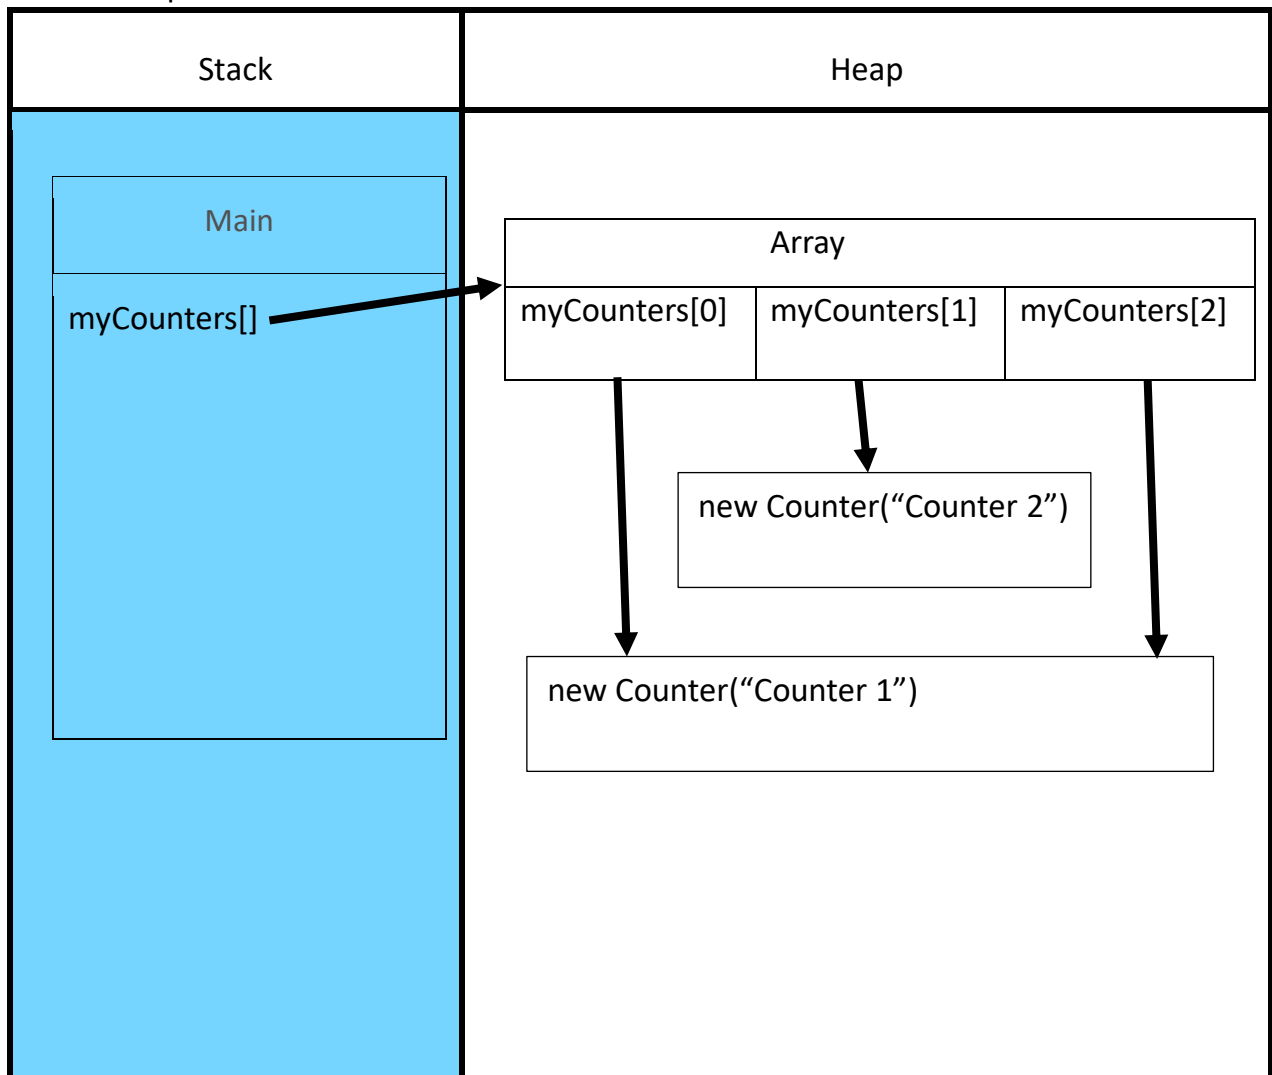 Stack
Heap
Main
myCounters[]
Array
myCounters[0]
myCounters[1]
myCounters[2]
new Counter(“Counter 2”)
new Counter(“Counter 1”)